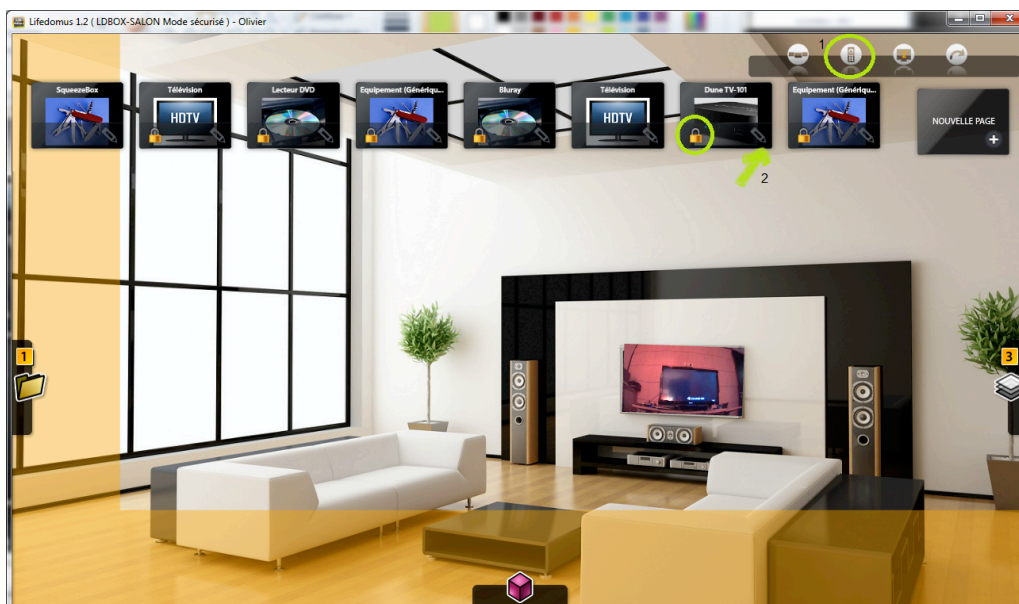 Lifedomus 1.2 ( LDBOX-SALON Mode sécurisé ) - Olivier
1
SqueezeBox
Télévision
Lecteur DVD
Equipement (Génériqu...
Bluray
Télévision
Dune TV-101
Equipement (Génériqu...
HDTV
HDTV
NOUVELLE PAGE
2
1
3